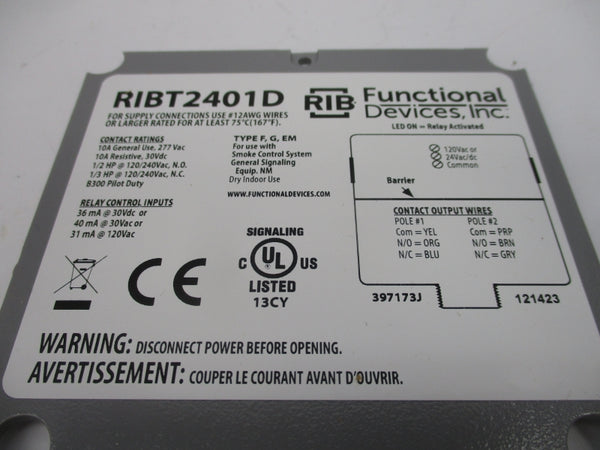 RIBT2401D
FOR SUPPLY CONNECTIONS USE #12AWG WIRES
OR LARGER RATED FOR AT LEAST 75°C(167°F).
RIB Functional
Devices, Inc.
LED ON = Relay Activated
CONTACT RATINGS
10A General Use, 277 Vac
10A Resistive, 30Vdc
1/2 HP @ 120/240Vac, N.O.
1/3 HP @ 120/240Vac, N.C.
B300 Pilot Duty
TYPE F, G, EM
For use with
Smoke Control System
General Signaling
Equip. NM
Dry Indoor Use
WWW.FUNCTIONALDEVICES.COM
RELAY CONTROL INPUTS
36 mA @ 30Vdc or
40 mA @ 30Vac or
31 mA @ 120Vac
120Vac or
24Vac/dc
Common
Barrier
CONTACT OUTPUT WIRES
POLE #1 POLE #2
Com = YEL Com = PRP
N/O = ORG N/O = BRN
N/C = BLU N/C = GRY
CE
SIGNALING
C UL US
LISTED
13CY
397173J 121423
WARNING: DISCONNECT POWER BEFORE OPENING.
AVERTISSEMENT: COUPER LE COURANT AVANT D'OUVRIR.